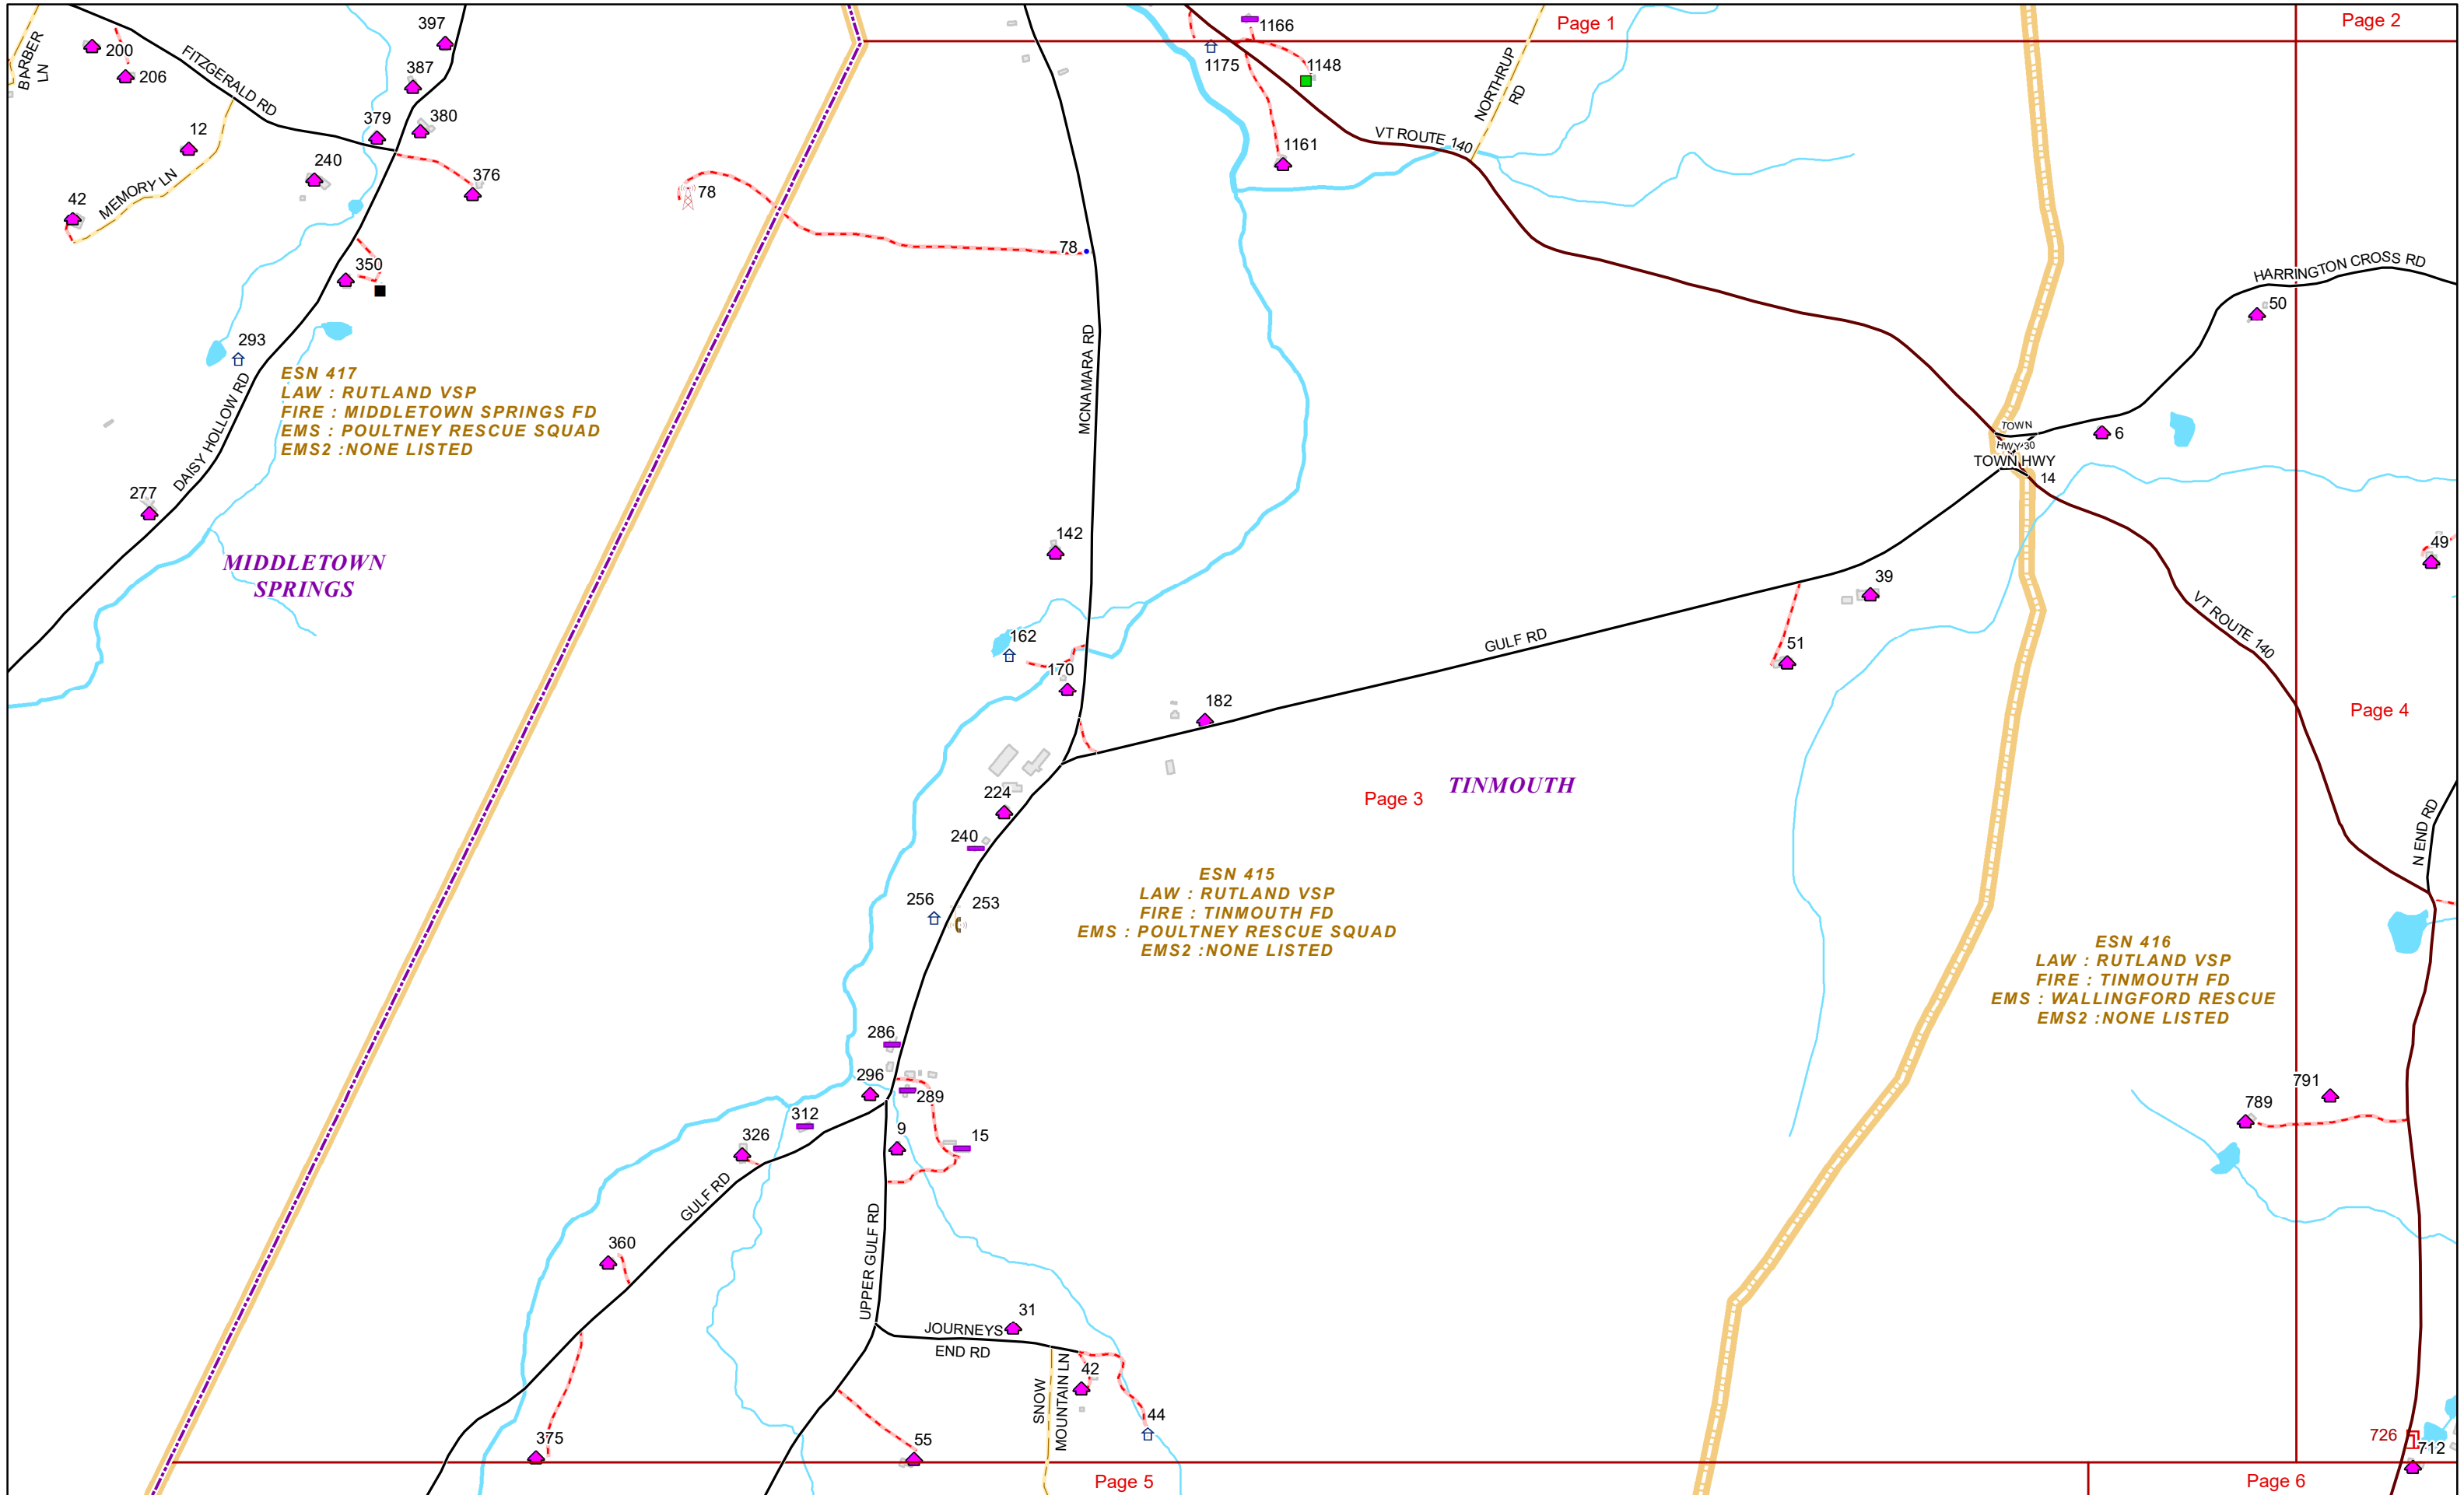 Page 1
Page 2
397
1166
200
206
FITZGERALD RD
BARBER
LN
387
1175
1148
NORTHRUP
RD
379
380
12
240
376
1161
VT ROUTE 140
42
MEMORY LN
78
78
350
HARRINGTON CROSS RD
50
293
MCNAMARA RD
ESN 417
LAW : RUTLAND VSP
FIRE : MIDDLETOWN SPRINGS FD
EMS : POULTNEY RESCUE SQUAD
EMS2 :NONE LISTED
DAISY HOLLOW RD
TOWN
HWY 30
6
TOWN HWY
14
277
142
49
MIDDLETOWN
SPRINGS
39
162
GULF RD
51
VT ROUTE 140
170
182
Page 4
224
Page 3
TINMOUTH
240
N END RD
256
253
ESN 415
LAW : RUTLAND VSP
FIRE : TINMOUTH FD
EMS : POULTNEY RESCUE SQUAD
EMS2 :NONE LISTED
ESN 416
LAW : RUTLAND VSP
FIRE : TINMOUTH FD
EMS : WALLINGFORD RESCUE
EMS2 :NONE LISTED
286
296
289
791
789
312
326
9
15
GULF RD
UPPER GULF RD
360
31
JOURNEYS
END RD
42
SNOW
MOUNTAIN LN
44
375
55
726
712
Page 5
Page 6